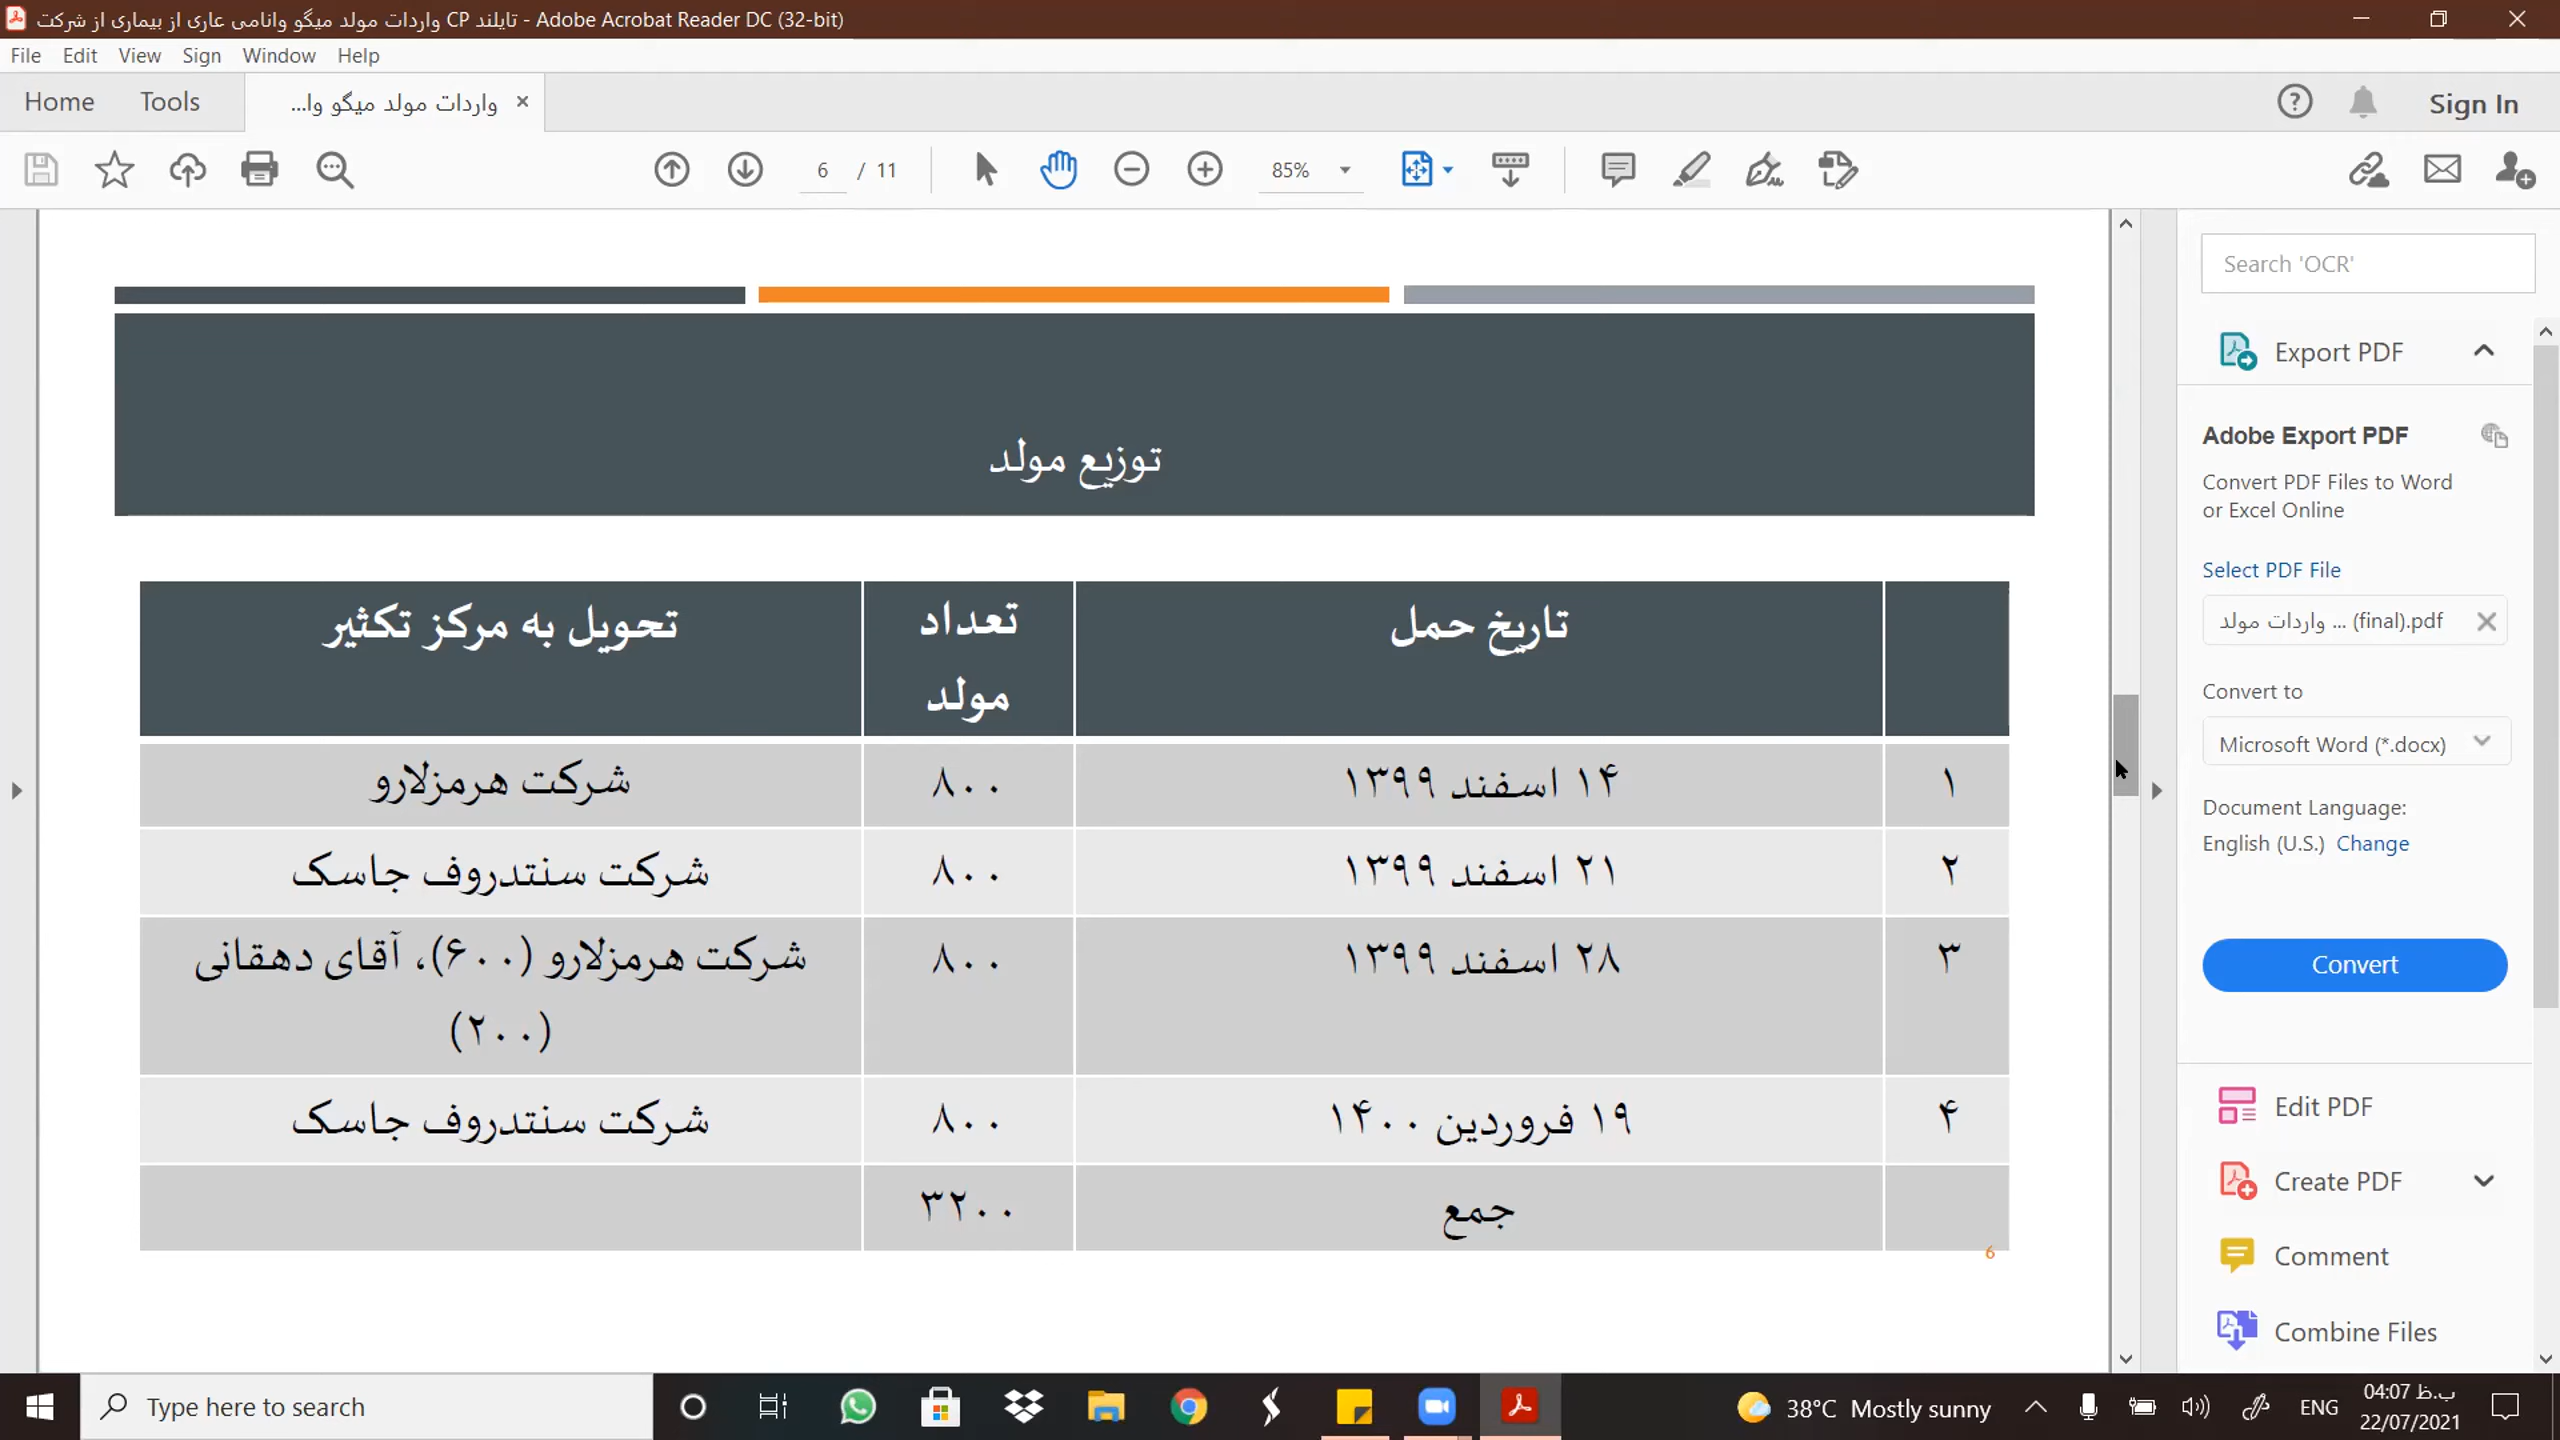 واردات مولد میگو وانامی عاری از بیماری از شرکت CP تایلند - Adobe Acrobat Reader DC (32-bit)
File Edit View Sign Window Help
Home Tools واردات مولد میگو وا... Sign In
6 / 11 85%
توزیع مولد
تاریخ حمل تعداد مولد تحویل به مرکز تکثیر
۱ ۱۴ اسفند ۱۳۹۹ ۸۰۰ شرکت هرمزلارو
۲ ۲۱ اسفند ۱۳۹۹ ۸۰۰ شرکت سنتدروف جاسک
۳ ۲۸ اسفند ۱۳۹۹ ۸۰۰ شرکت هرمزلارو (۶۰۰)، آقای دهقانی
(۲۰۰)
۴ ۱۹ فروردین ۱۴۰۰ ۸۰۰ شرکت سنتدروف جاسک
جمع ۳۲۰۰
6
Search 'OCR'
Export PDF
Adobe Export PDF
Convert PDF Files to Word
or Excel Online
Select PDF File
واردات مولد ... (final).pdf
Convert to
Microsoft Word (*.docx)
Document Language:
English (U.S.) Change
Convert
Edit PDF
Create PDF
Comment
Combine Files
Type here to search
38°C Mostly sunny
ENG
04:07 ب.ظ
22/07/2021